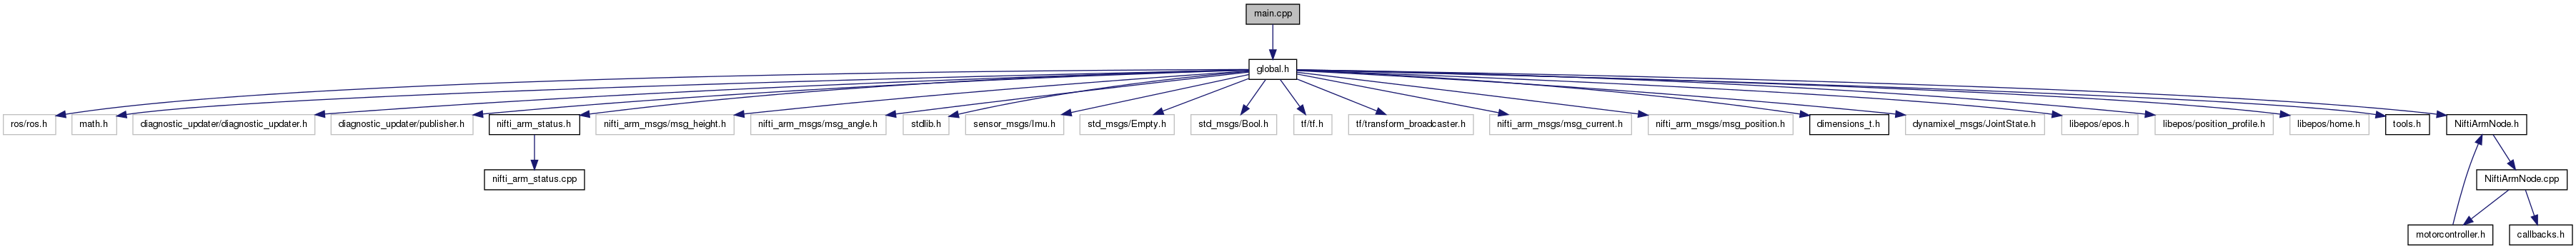 main.cpp
global.h
ros/ros.h
math.h
diagnostic_updater/diagnostic_updater.h
diagnostic_updater/publisher.h
nifti_arm_status.h
nifti_arm_msgs/msg_height.h
nifti_arm_msgs/msg_angle.h
stdlib.h
sensor_msgs/Imu.h
std_msgs/Empty.h
std_msgs/Bool.h
tf/tf.h
tf/transform_broadcaster.h
nifti_arm_msgs/msg_current.h
nifti_arm_msgs/msg_position.h
dimensions_t.h
dynamixel_msgs/JointState.h
libepos/epos.h
libepos/position_profile.h
libepos/home.h
tools.h
NiftiArmNode.h
nifti_arm_status.cpp
NiftiArmNode.cpp
motorcontroller.h
callbacks.h